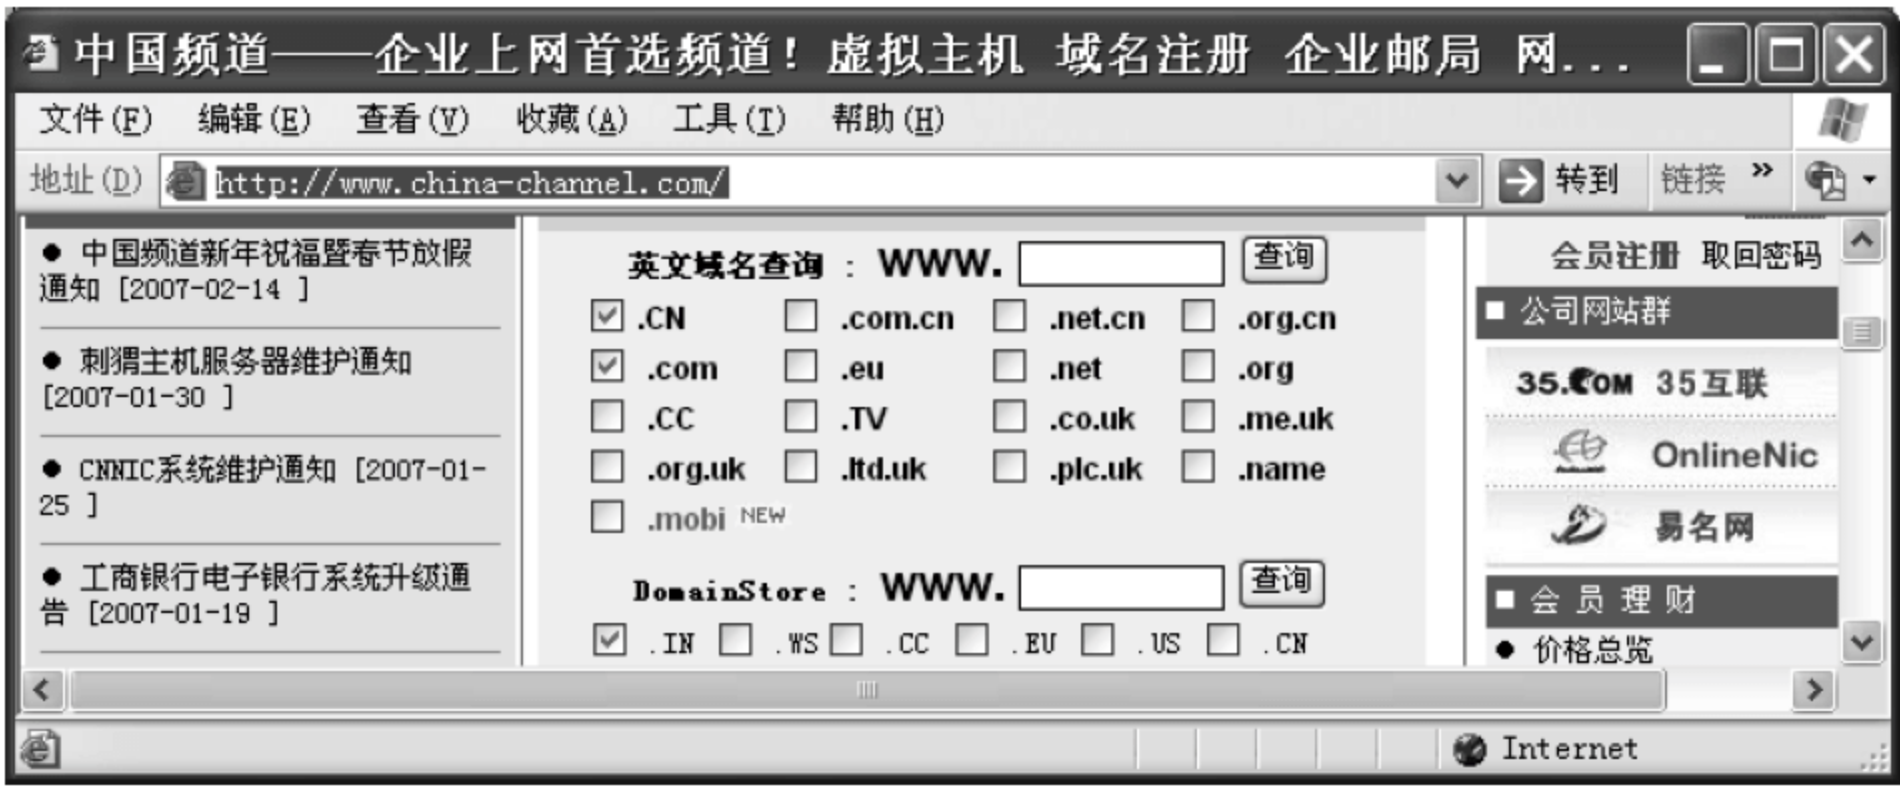 中国频道——企业上网首选频道！虚拟主机 域名注册 企业邮局 网...
文件(F) 编辑(E) 查看(V) 收藏(A) 工具(T) 帮助(H)
地址(D) http://www.china-channel.com/ 转到 链接 »
● 中国频道新年祝福暨春节放假
通知 [2007-02-14 ]
● 刺猬主机服务器维护通知
[2007-01-30 ]
● CNNIC系统维护通知 [2007-01-
25 ]
● 工商银行电子银行系统升级通
告 [2007-01-19 ]
英文域名查询 : WWW. 查询
.CN .com.cn .net.cn .org.cn
.com .eu .net .org
.CC .TV .co.uk .me.uk
.org.uk .ltd.uk .plc.uk .name
.mobi NEW
DomainStore : WWW. 查询
.IN .WS .CC .EU .US .CN
会员注册 取回密码
■ 公司网站群
35.COM 35互联
OnlineNic
易名网
■ 会 员 理 财
● 价格总览
Internet